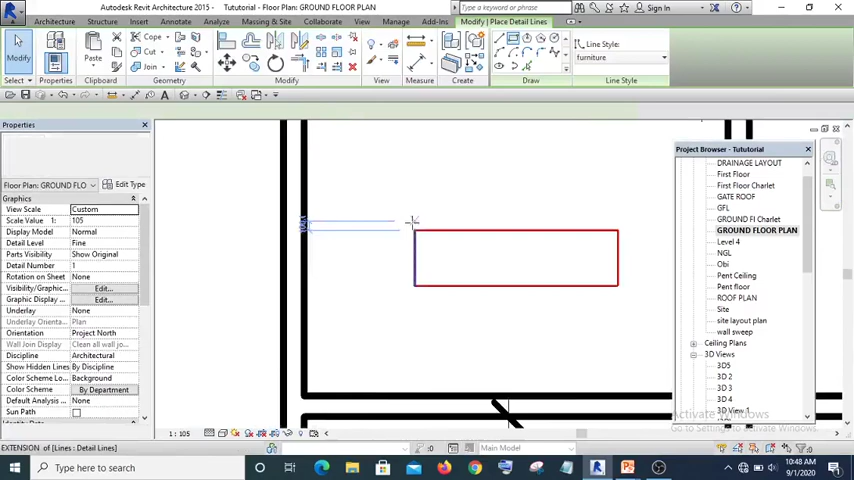 Autodesk Revit Architecture 2015 - Tututorial - Floor Plan: GROUND FLOOR PLAN
Type a keyword or phrase
Sign In
Architecture Structure Insert Annotate Analyze Massing & Site Collaborate View Manage Add-Ins Modify | Place Detail Lines
Modify
Properties
Paste
Cope
Cut
Join
Line Style:
furniture
Measure
Create
Select Properties Clipboard Geometry Modify View Measure Create Draw Line Style
Properties
Floor Plan: GROUND FLO Edit Type
Graphics
View Scale Custom
Scale Value 1: 105
Display Model Normal
Detail Level Fine
Parts Visibility Show Original
Detail Number 1
Rotation on Sheet None
Visibility/Graphic... Edit...
Graphic Display ... Edit...
Underlay None
Underlay Orienta... Plan
Orientation Project North
Wall Join Display Clean all wall joins
Discipline Architectural
Show Hidden Lines By Discipline
Color Scheme Lo... Background
Color Scheme By Department
Default Analysis ... None
Sun Path
Project Browser - Tututorial
DRAINAGE LAYOUT
First Floor
First Floor Charlet
GATE ROOF
GFL
GROUND Fl Charlet
GROUND FLOOR PLAN
Level 4
NGL
Obi
Pent Ceiling
Pent floor
ROOF PLAN
Site
site layout plan
wall sweep
Ceiling Plans
3D Views
3D5
3D 2
3D 3
3D 4
3D View 1
Activate Windows
Go to Settings to Activate Windows.
1 : 105
EXTENSION of [Lines : Detail Lines]
:0
Main Model
:0
Type here to search
10:48 AM
9/1/2020